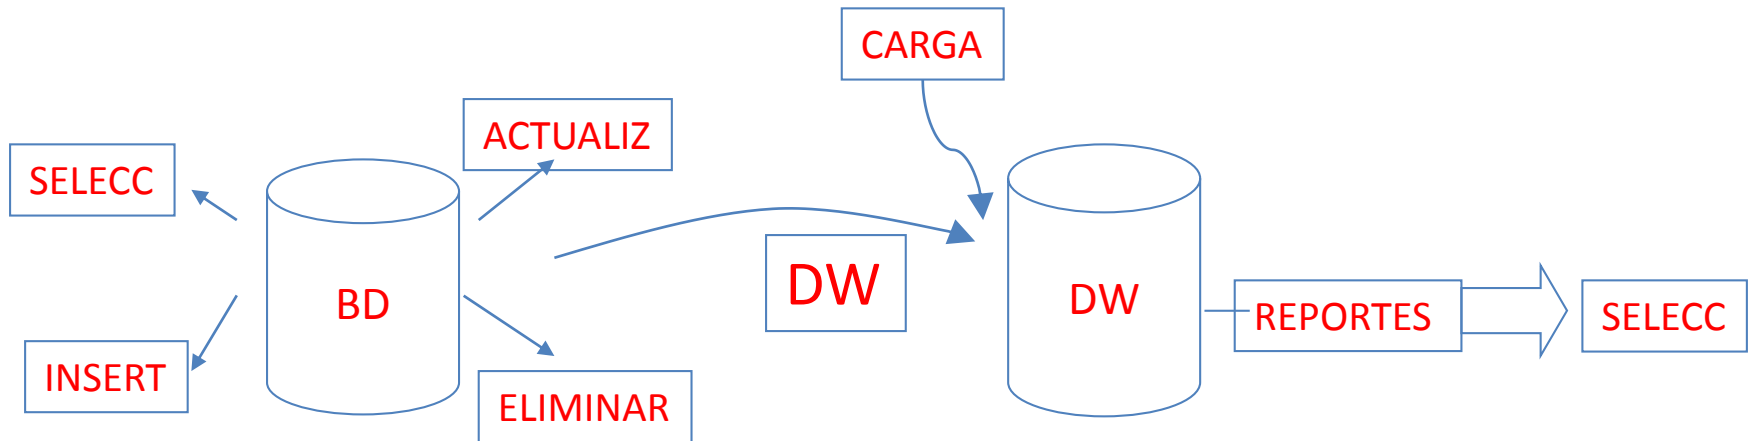 CARGA
ACTUALIZ
SELECC
BD
DW
DW
REPORTES
SELECC
INSERT
ELIMINAR